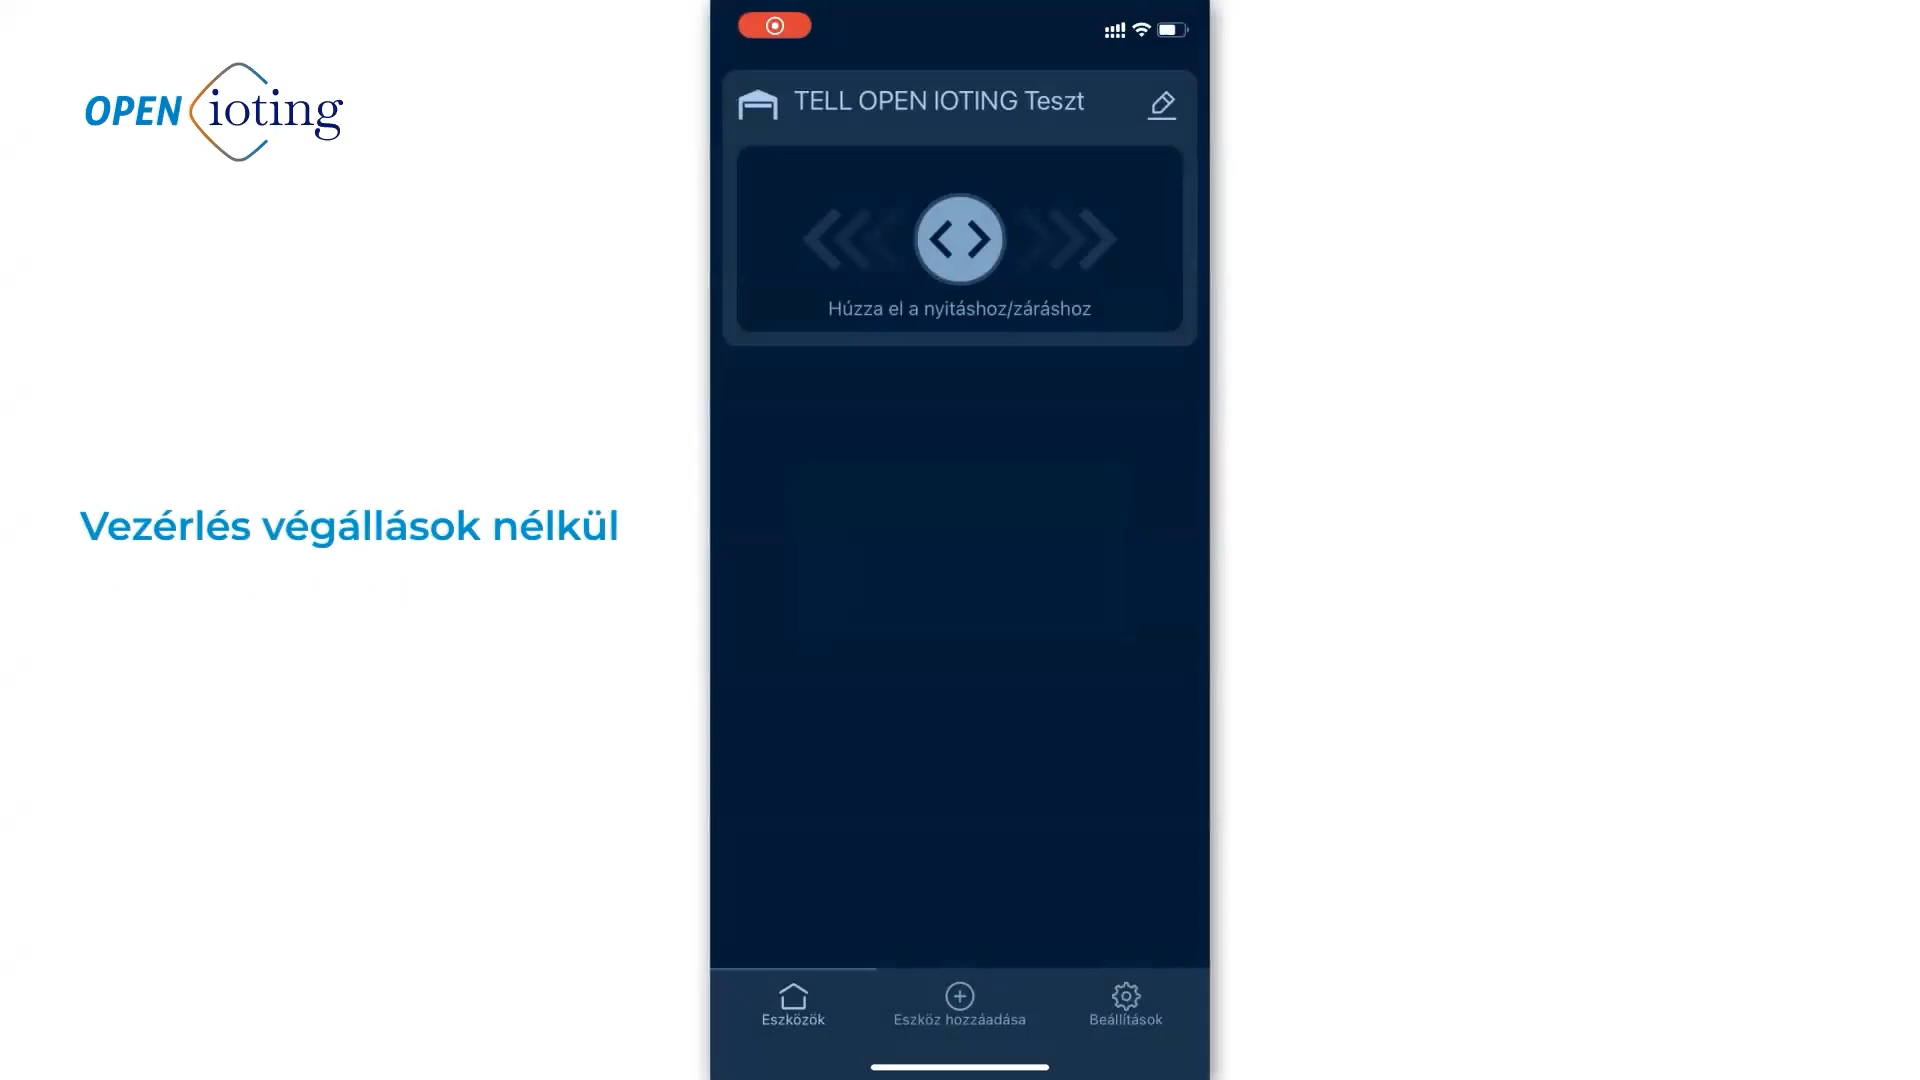 OPEN ioting
TELL OPEN IOTING Teszt
Húzza el a nyitáshoz/záráshoz
Vezérlés végállások nélkül
Eszközök
Eszköz hozzáadása
Beállítások